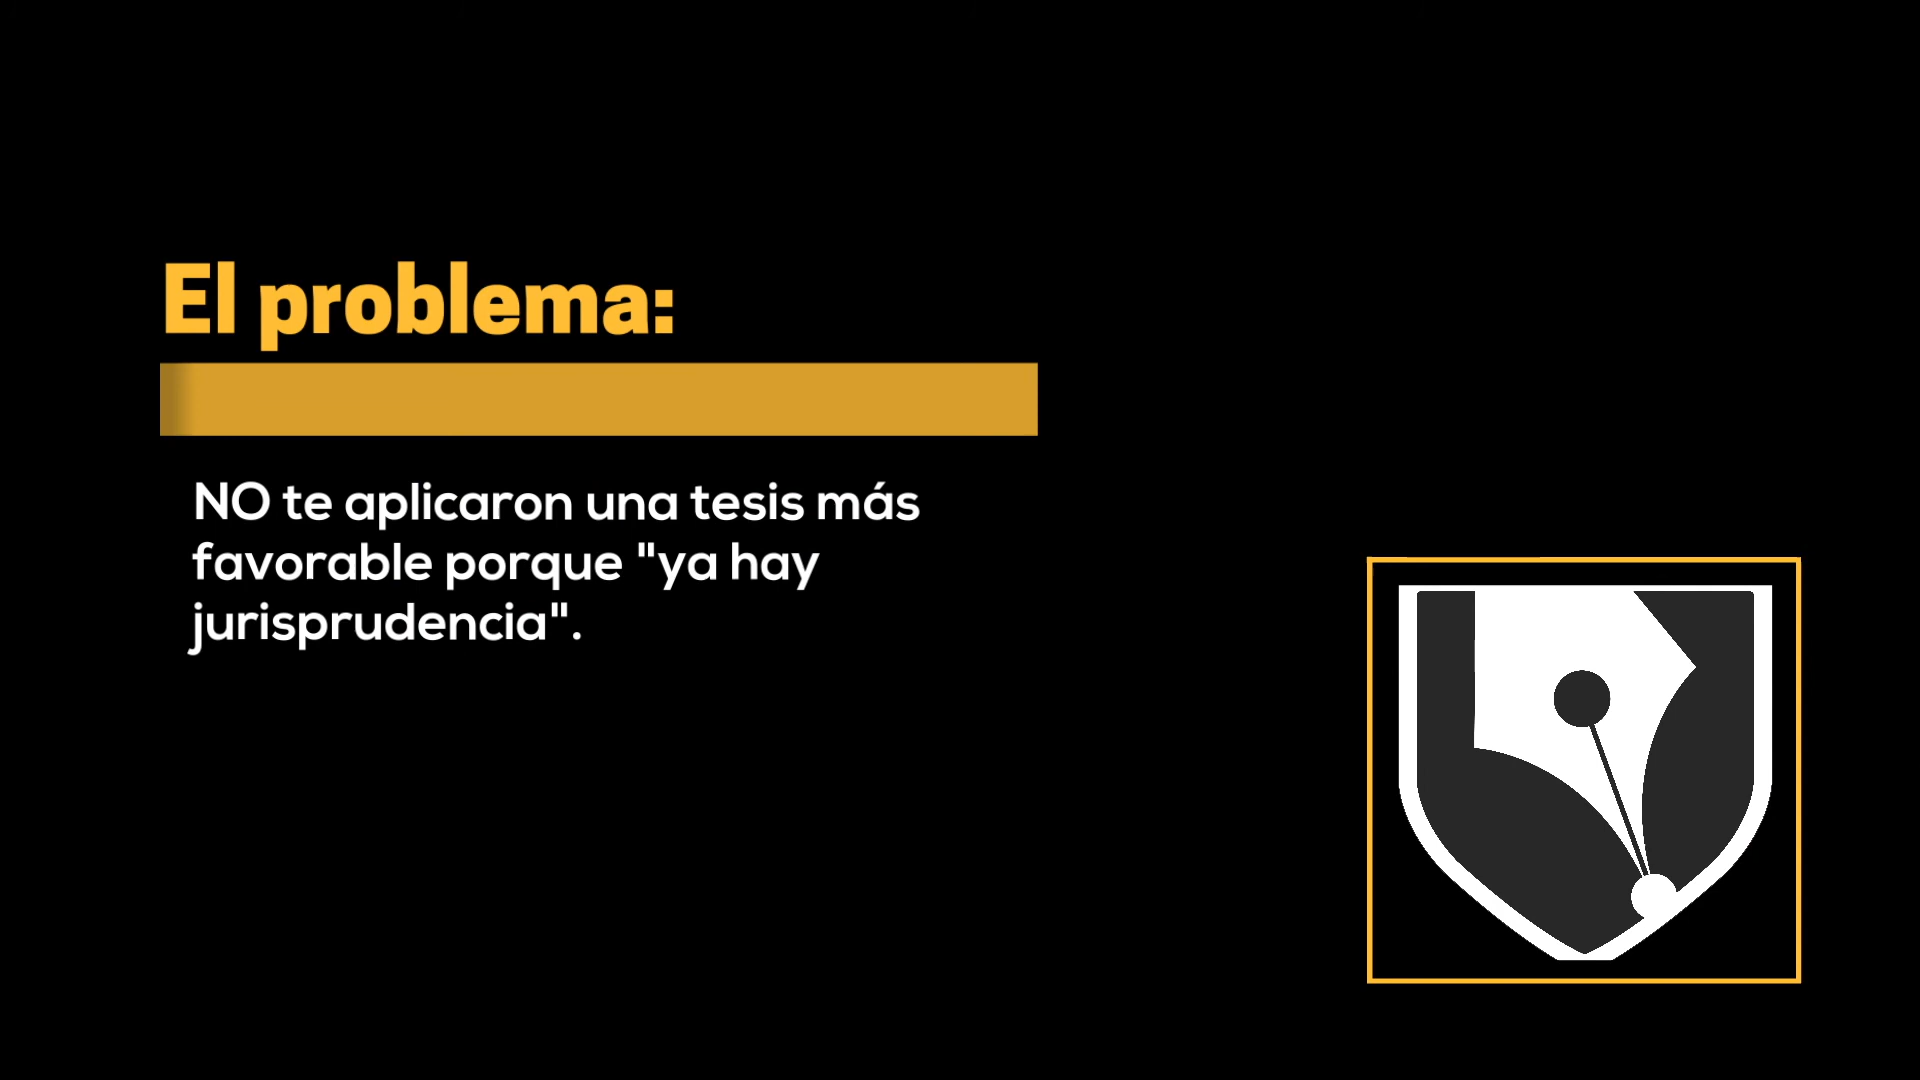 El problema:
NO te aplicaron una tesis más
favorable porque "ya hay
jurisprudencia".